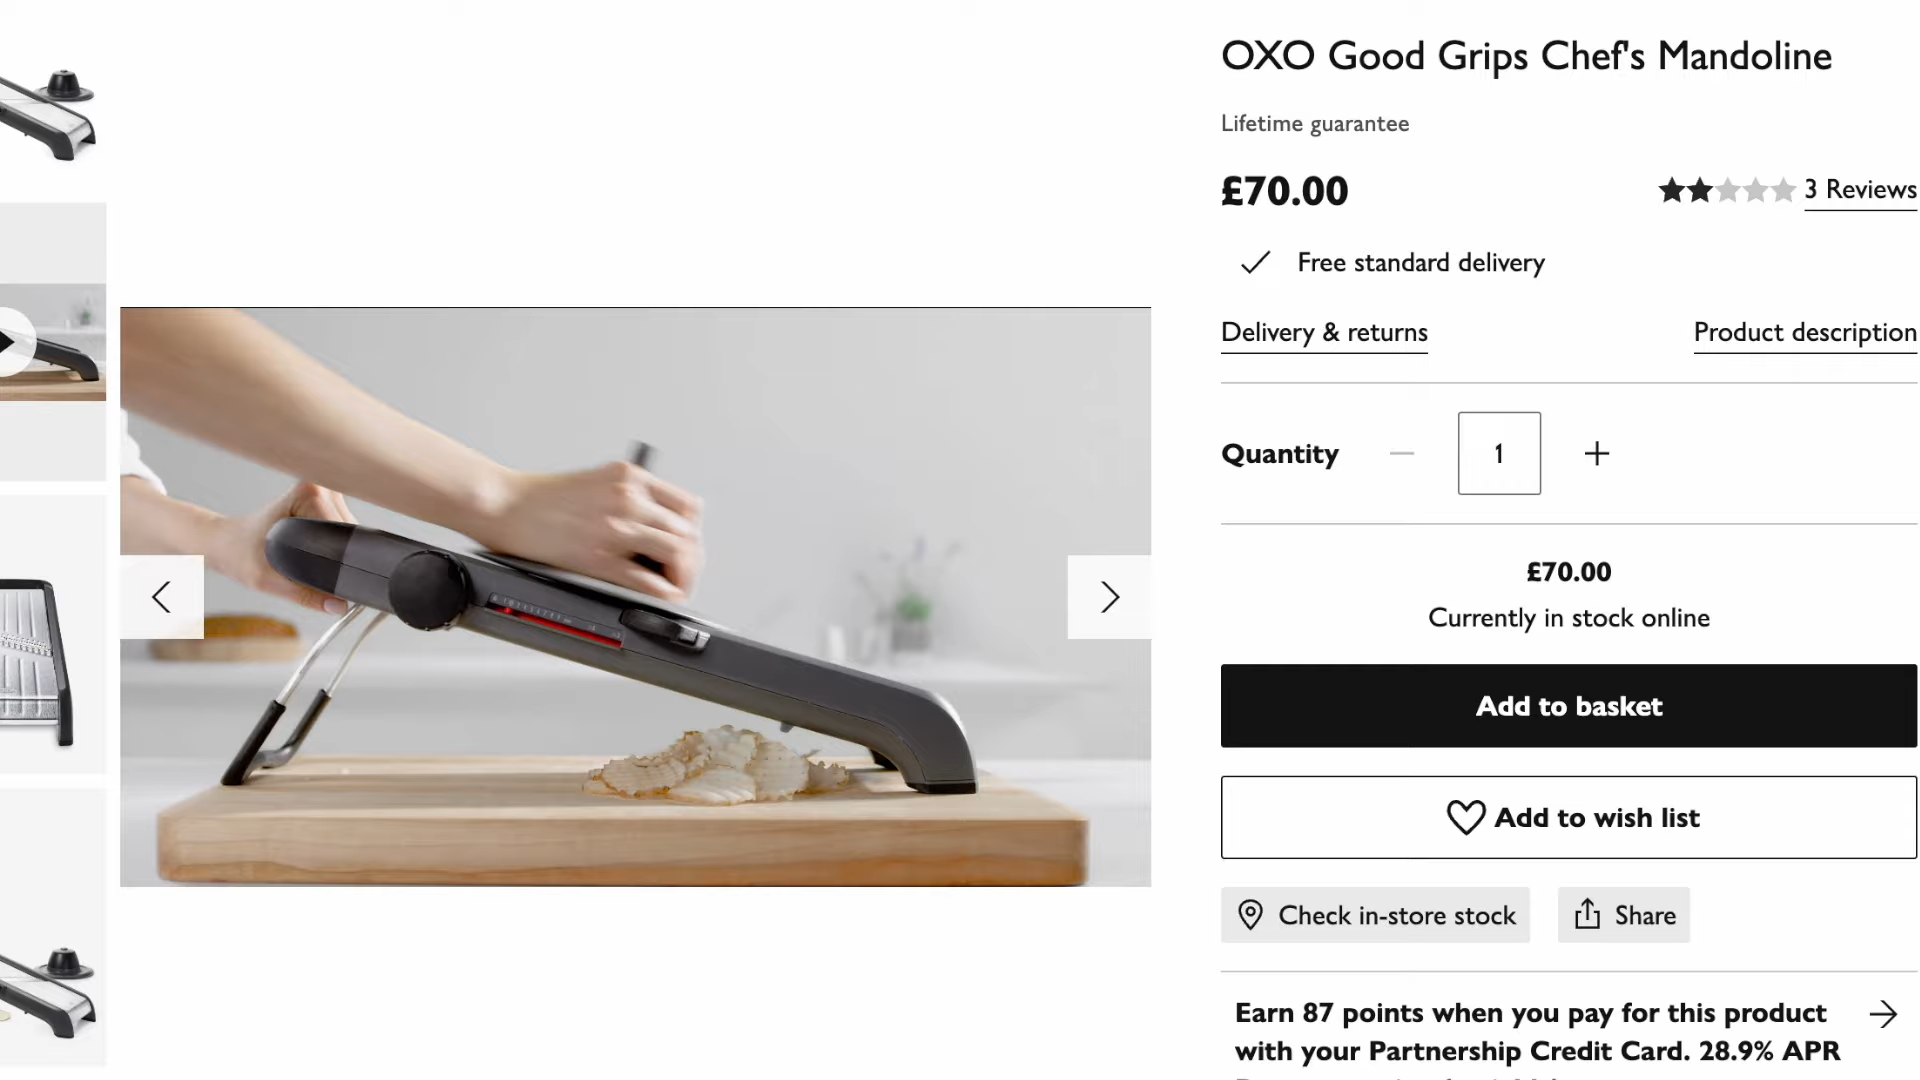 OXO Good Grips Chef's Mandoline
Lifetime guarantee
£70.00
3 Reviews
Free standard delivery
Delivery & returns
Product description
Quantity
1
£70.00
Currently in stock online
Add to basket
Add to wish list
Check in-store stock
Share
Earn 87 points when you pay for this product
with your Partnership Credit Card. 28.9% APR